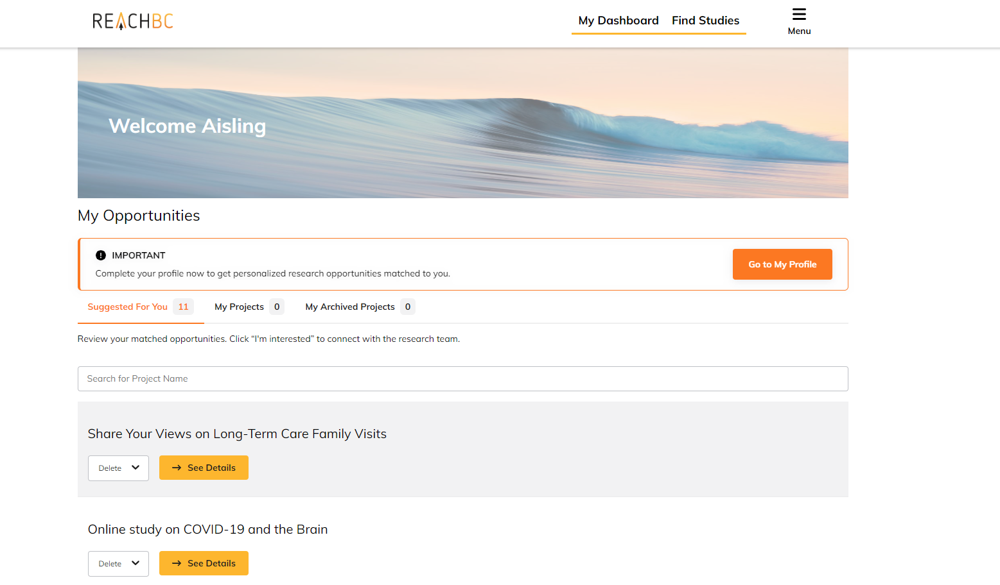 REACHBC
My Dashboard Find Studies
Menu
Welcome Aisling
My Opportunities
IMPORTANT
Complete your profile now to get personalized research opportunities matched to you.
Go to My Profile
Suggested For You 11 My Projects 0 My Archived Projects 0
Review your matched opportunities. Click “I'm interested” to connect with the research team.
Search for Project Name
Share Your Views on Long-Term Care Family Visits
Delete → See Details
Online study on COVID-19 and the Brain
Delete → See Details